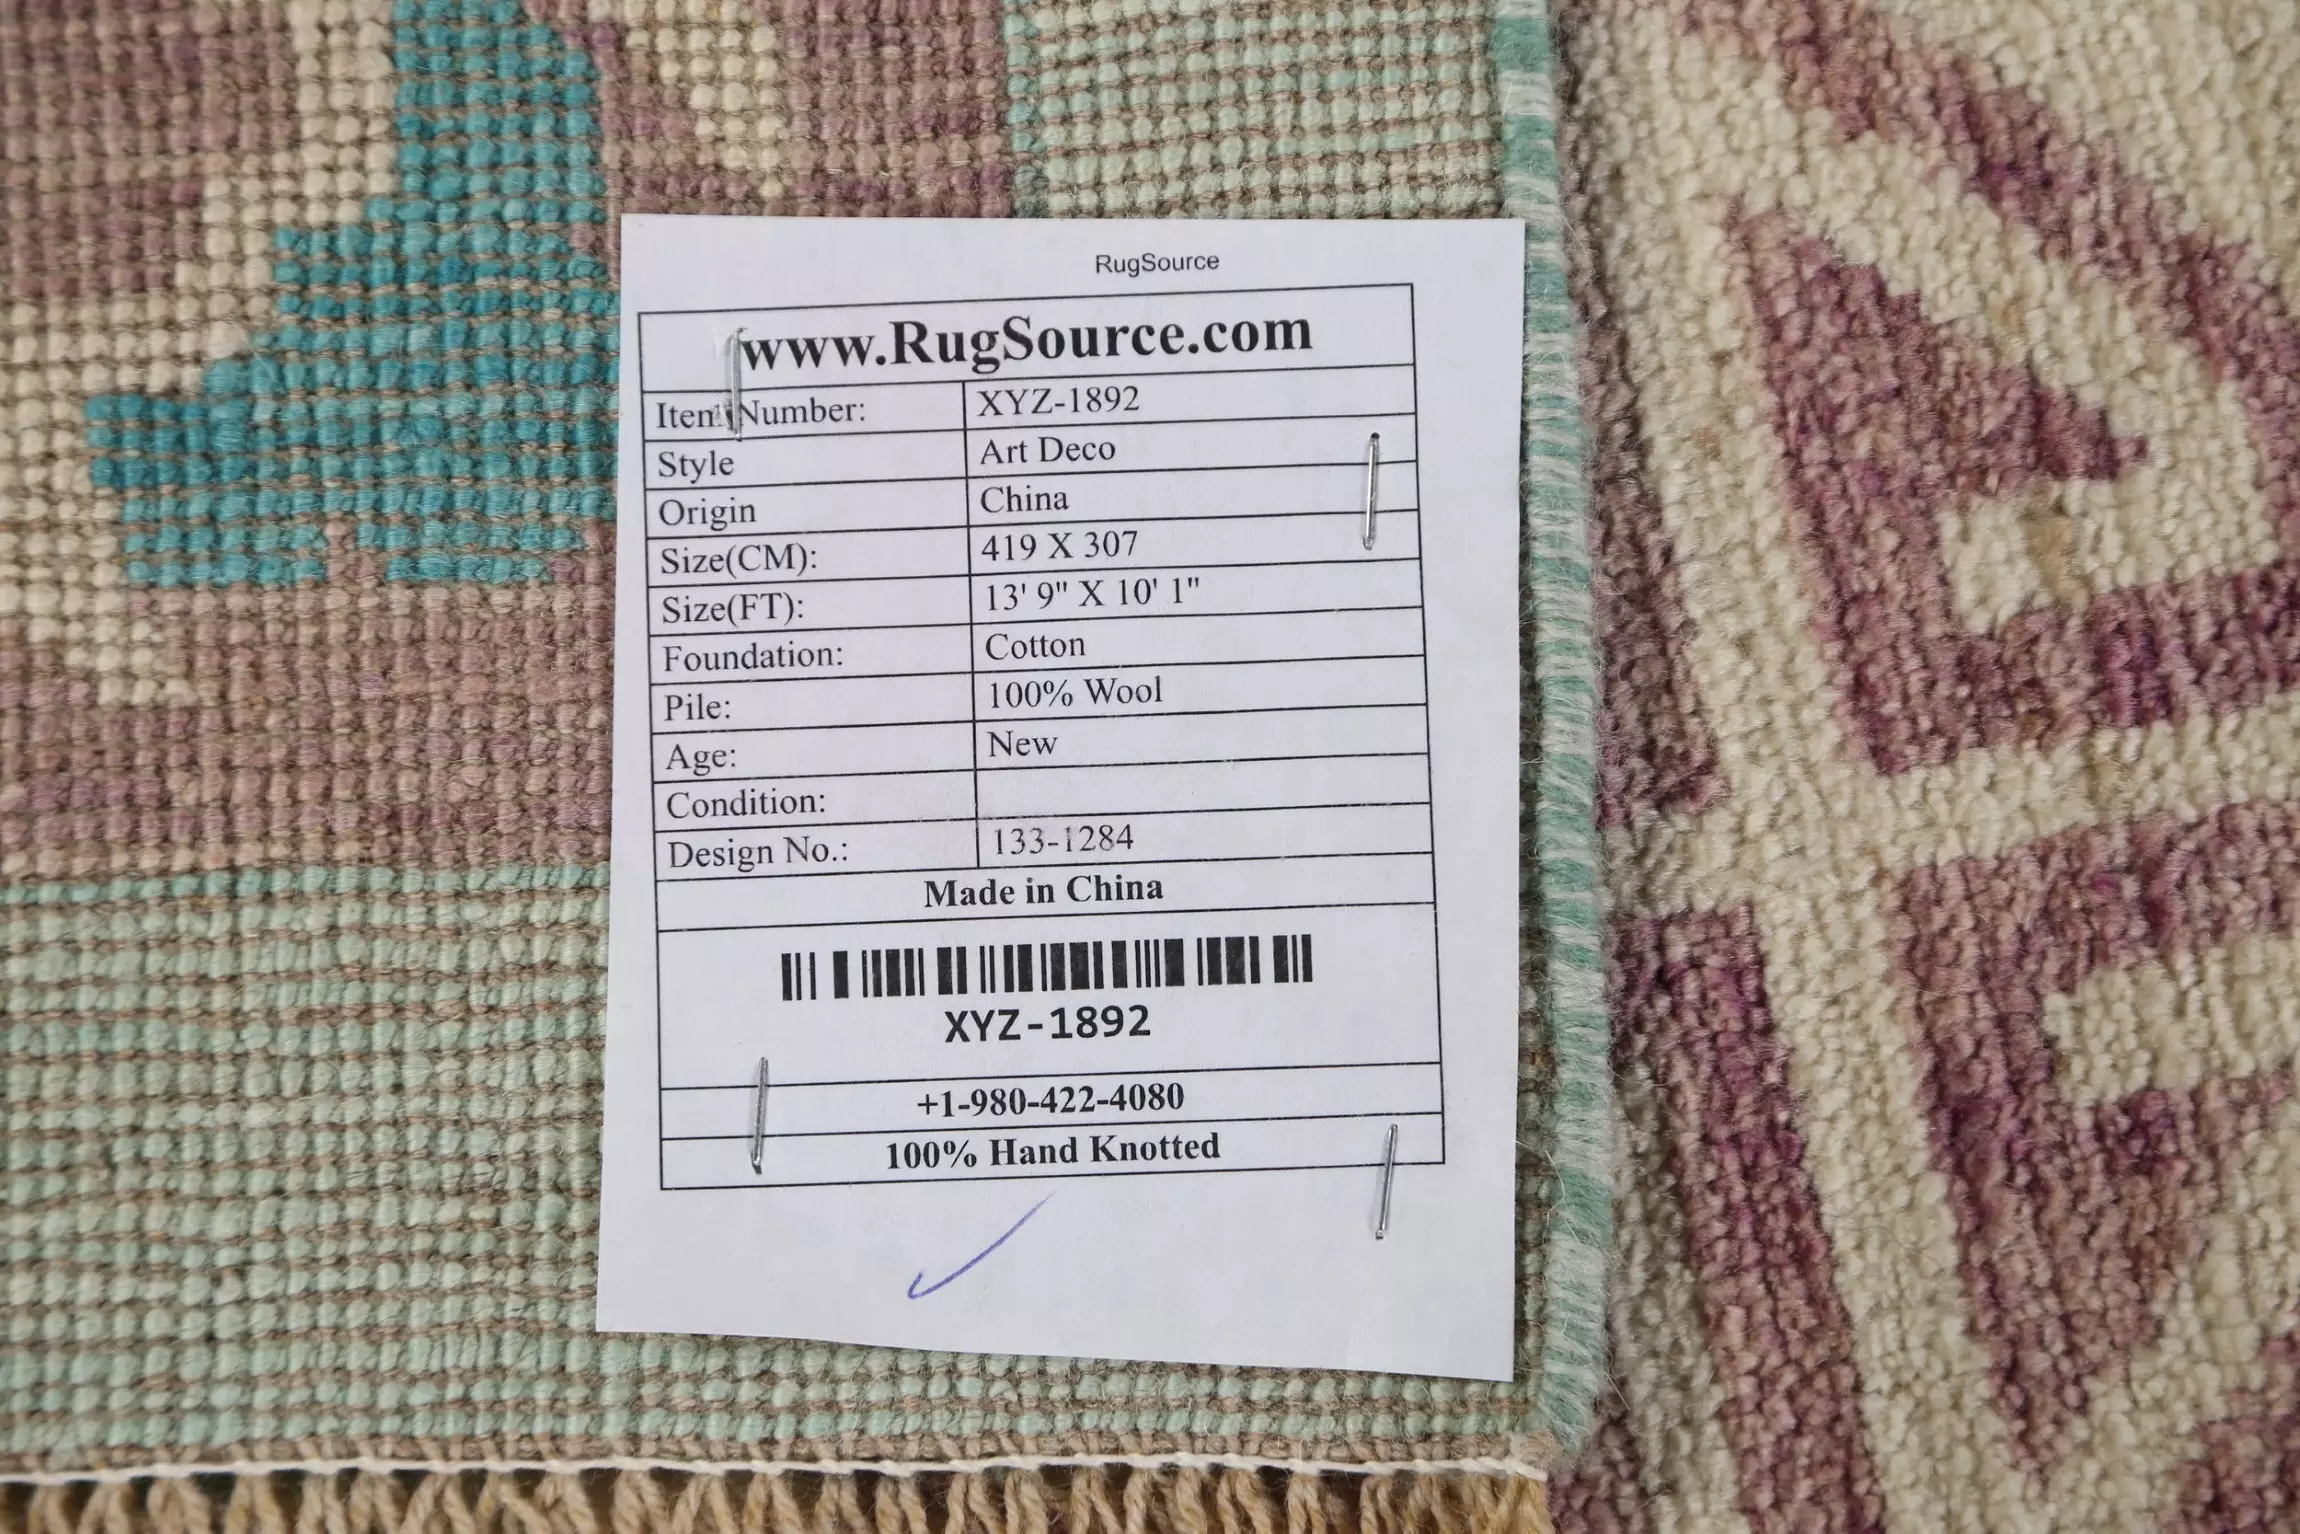 RugSource
www.RugSource.com
Item Number: XYZ-1892
Style Art Deco
Origin China
Size(CM): 419 X 307
Size(FT): 13' 9" X 10' 1"
Foundation: Cotton
Pile: 100% Wool
Age: New
Condition:
Design No.: 133-1284
Made in China
XYZ-1892
+1-980-422-4080
100% Hand Knotted